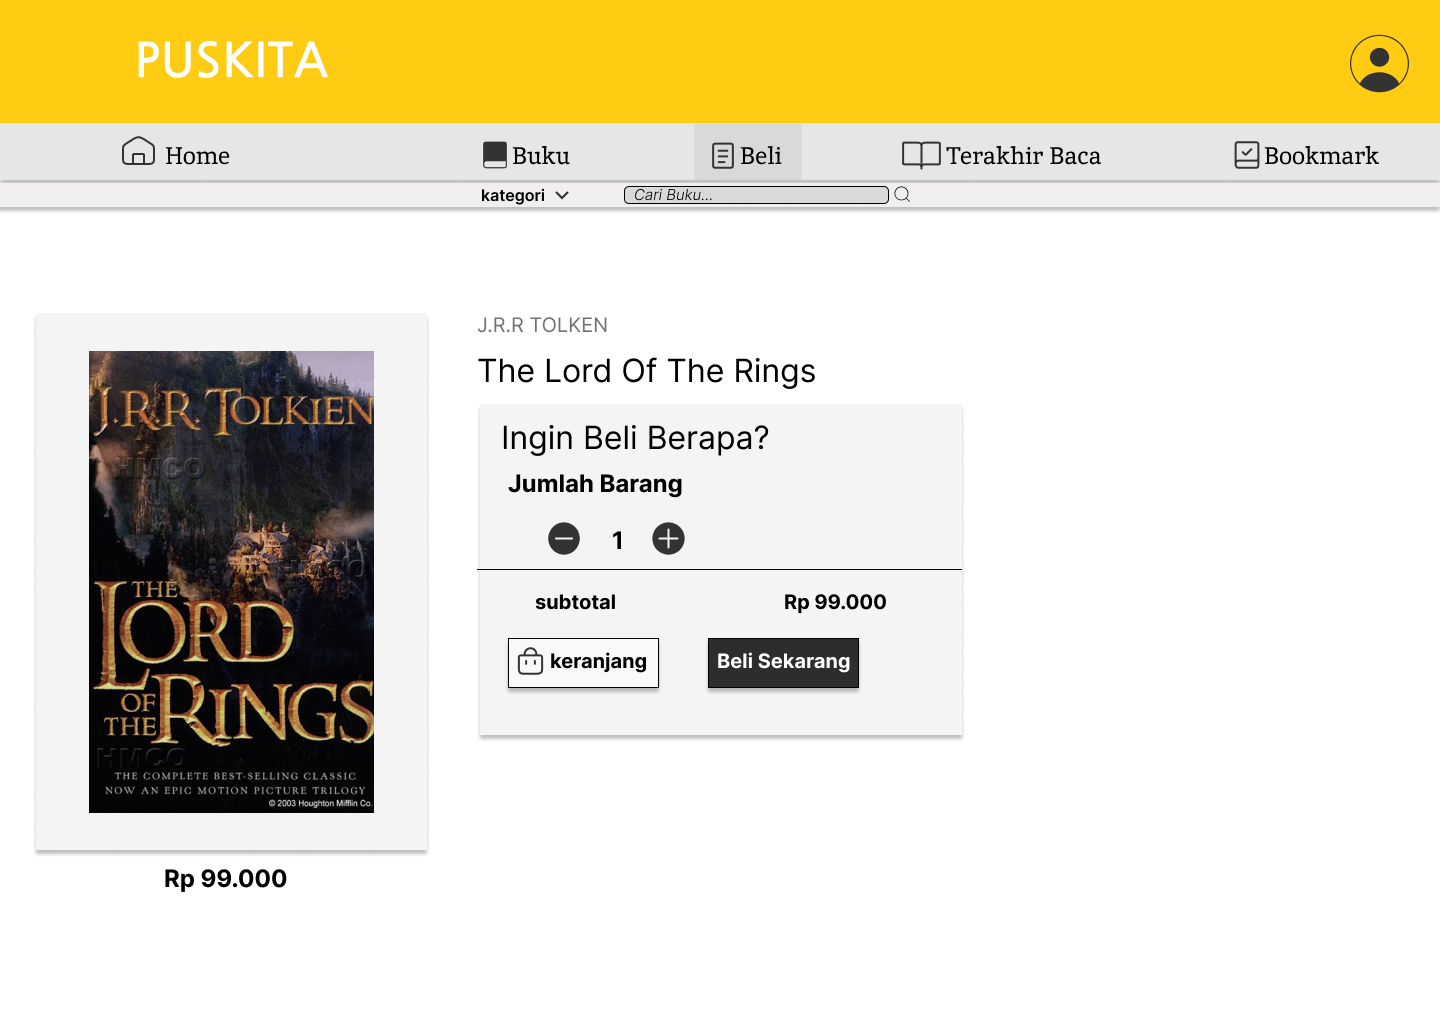 PUSKITA
Home
Buku
Beli
Terakhir Baca
Bookmark
kategori
Cari Buku...
J.R.R. TOLKIEN
HMCO
HMCO
THE
LORD
OF
THE RINGS
HMCO
THE COMPLETE BEST-SELLING CLASSIC
NOW AN EPIC MOTION PICTURE TRILOGY
© 2003 Houghton Mifflin Co.
Rp 99.000
J.R.R TOLKEN
The Lord Of The Rings
Ingin Beli Berapa?
Jumlah Barang
1
subtotal Rp 99.000
keranjang
Beli Sekarang